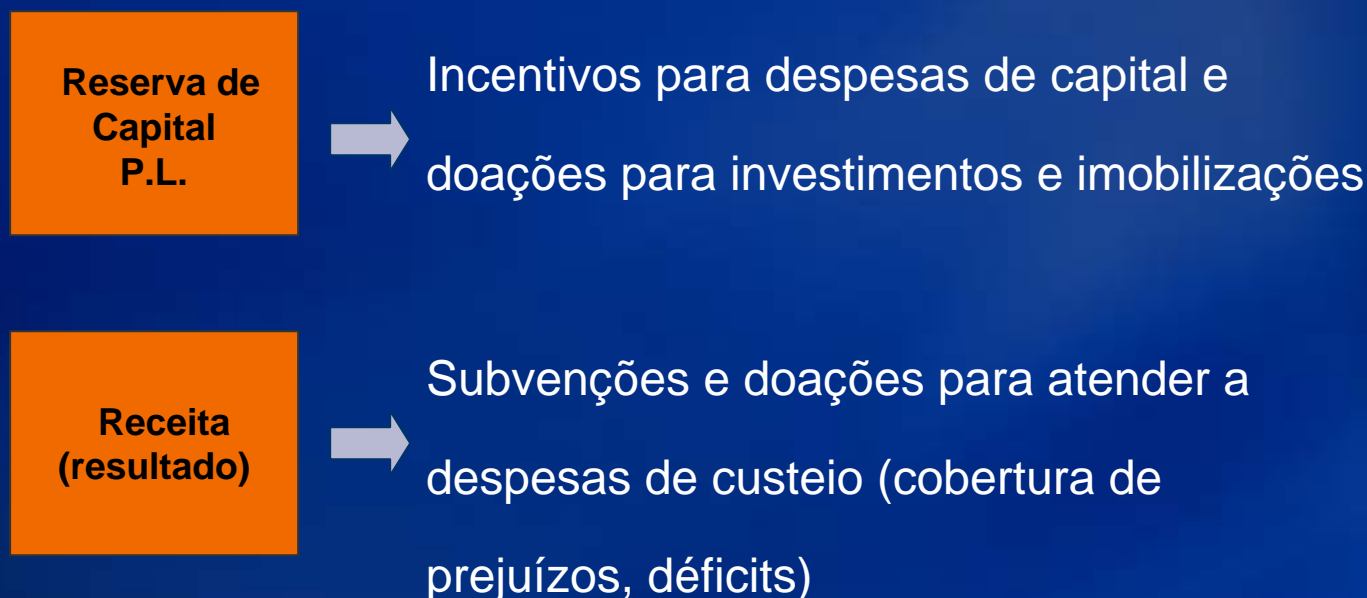 Reserva de
Capital
P.L.
Incentivos para despesas de capital e
doações para investimentos e imobilizações
Receita
(resultado)
Subvenções e doações para atender a
despesas de custeio (cobertura de
prejuízos, déficits)